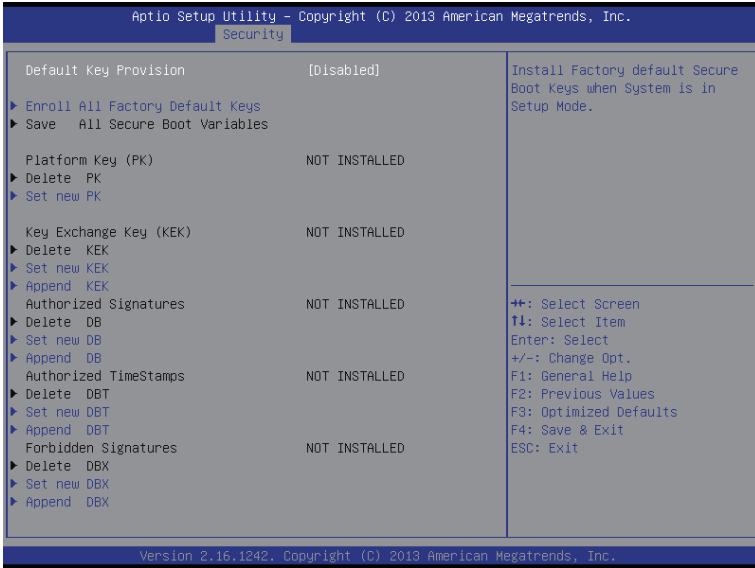 Aptio Setup Utility – Copyright (C) 2013 American Megatrends, Inc.
Security
Default Key Provision [Disabled]
Enroll All Factory Default Keys
Save All Secure Boot Variables
Platform Key (PK) NOT INSTALLED
Delete PK
Set new PK
Key Exchange Key (KEK) NOT INSTALLED
Delete KEK
Set new KEK
Append KEK
Authorized Signatures NOT INSTALLED
Delete DB
Set new DB
Append DB
Authorized TimeStamps NOT INSTALLED
Delete DBT
Set new DBT
Append DBT
Forbidden Signatures NOT INSTALLED
Delete DBX
Set new DBX
Append DBX
Install Factory default Secure
Boot Keys when System is in
Setup Mode.
→←: Select Screen
↑↓: Select Item
Enter: Select
+/-: Change Opt.
F1: General Help
F2: Previous Values
F3: Optimized Defaults
F4: Save & Exit
ESC: Exit
Version 2.16.1242. Copyright (C) 2013 American Megatrends, Inc.